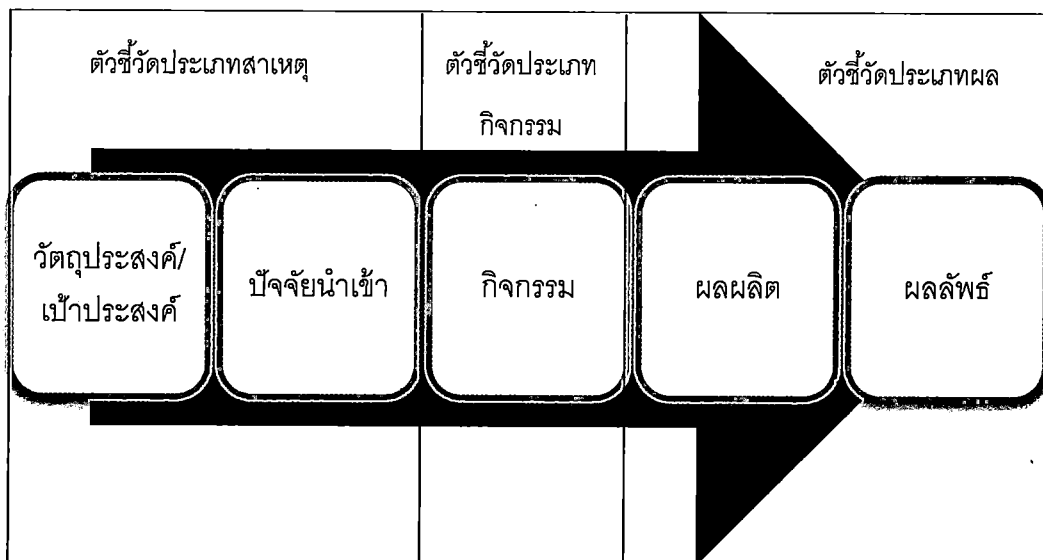 ตัวชี้วัดประเภทสาเหตุ
ตัวชี้วัดประเภท
กิจกรรม
ตัวชี้วัดประเภทผล
วัตถุประสงค์/
เป้าประสงค์
ปัจจัยนำเข้า
กิจกรรม
ผลผลิต
ผลลัพธ์